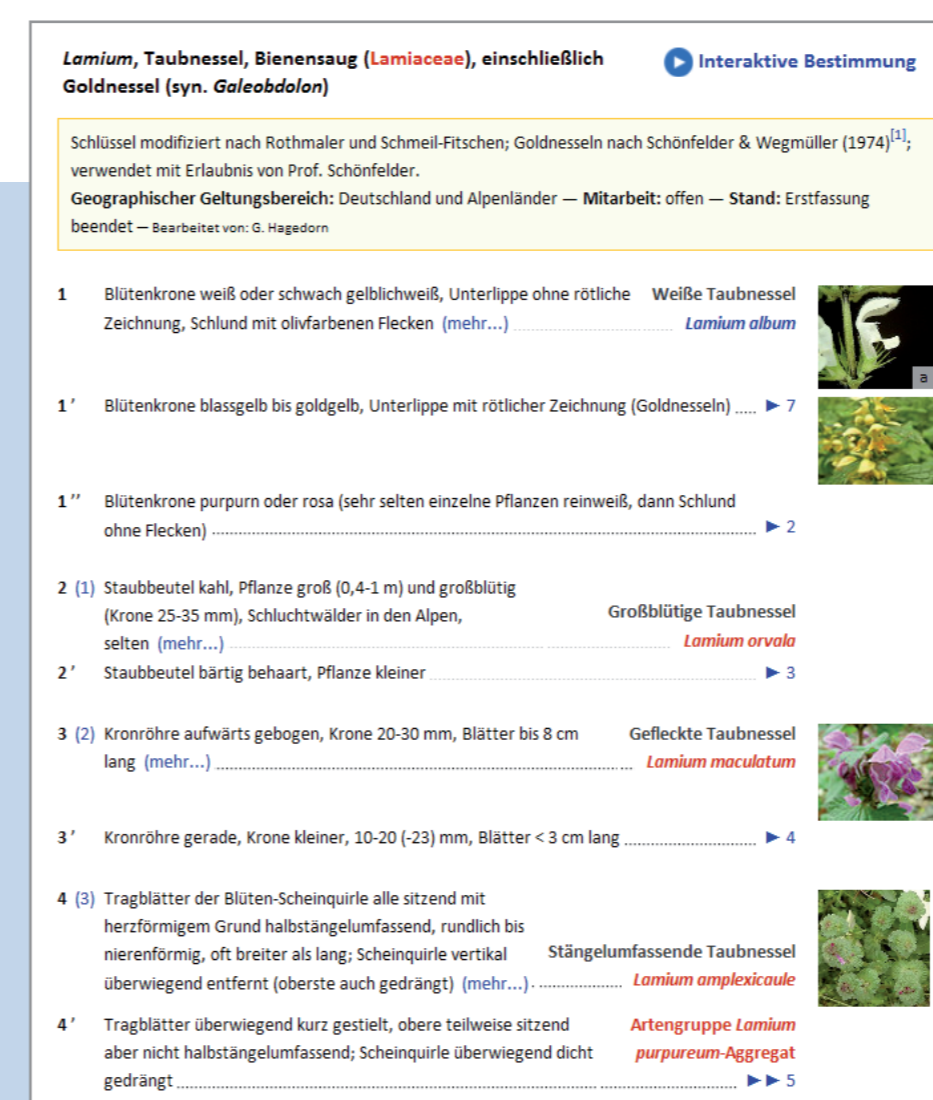 Lamium, Taubnessel, Bienensaug (Lamiaceae), einschließlich
Goldnessel (syn. Galeobdolon)
Interaktive Bestimmung
Schlüssel modifiziert nach Rothmaler und Schmeil-Fitschen; Goldnesseln nach Schönfelder & Wegmüller (1974)[1];
verwendet mit Erlaubnis von Prof. Schönfelder.
Geographischer Geltungsbereich: Deutschland und Alpenländer — Mitarbeit: offen — Stand: Erstfassung
beendet — Bearbeitet von: G. Hagedorn
1 Blütenkrone weiß oder schwach gelblichweiß, Unterlippe ohne rötliche Weiße Taubnessel
Zeichnung, Schlund mit olivfarbenen Flecken (mehr...) Lamium album
a
1' Blütenkrone blassgelb bis goldgelb, Unterlippe mit rötlicher Zeichnung (Goldnesseln) ..... ► 7
1'' Blütenkrone purpurn oder rosa (sehr selten einzelne Pflanzen reinweiß, dann Schlund
ohne Flecken) ► 2
2 (1) Staubbeutel kahl, Pflanze groß (0,4-1 m) und großblütig
(Krone 25-35 mm), Schluchtwälder in den Alpen, Großblütige Taubnessel
selten (mehr...) Lamium orvala
2' Staubbeutel bärtig behaart, Pflanze kleiner ► 3
3 (2) Kronröhre aufwärts gebogen, Krone 20-30 mm, Blätter bis 8 cm Gefleckte Taubnessel
lang (mehr...) Lamium maculatum
3' Kronröhre gerade, Krone kleiner, 10-20 (-23) mm, Blätter < 3 cm lang ► 4
4 (3) Tragblätter der Blüten-Scheinquirle alle sitzend mit
herzförmigem Grund halbstängelumfassend, rundlich bis
nierenförmig, oft breiter als lang; Scheinquirle vertikal Stängelumfassende Taubnessel
überwiegend entfernt (oberste auch gedrängt) (mehr...) Lamium amplexicaule
4' Tragblätter überwiegend kurz gestielt, obere teilweise sitzend Artengruppe Lamium
aber nicht halbstängelumfassend; Scheinquirle überwiegend dicht purpureum-Aggregat
gedrängt ►► 5